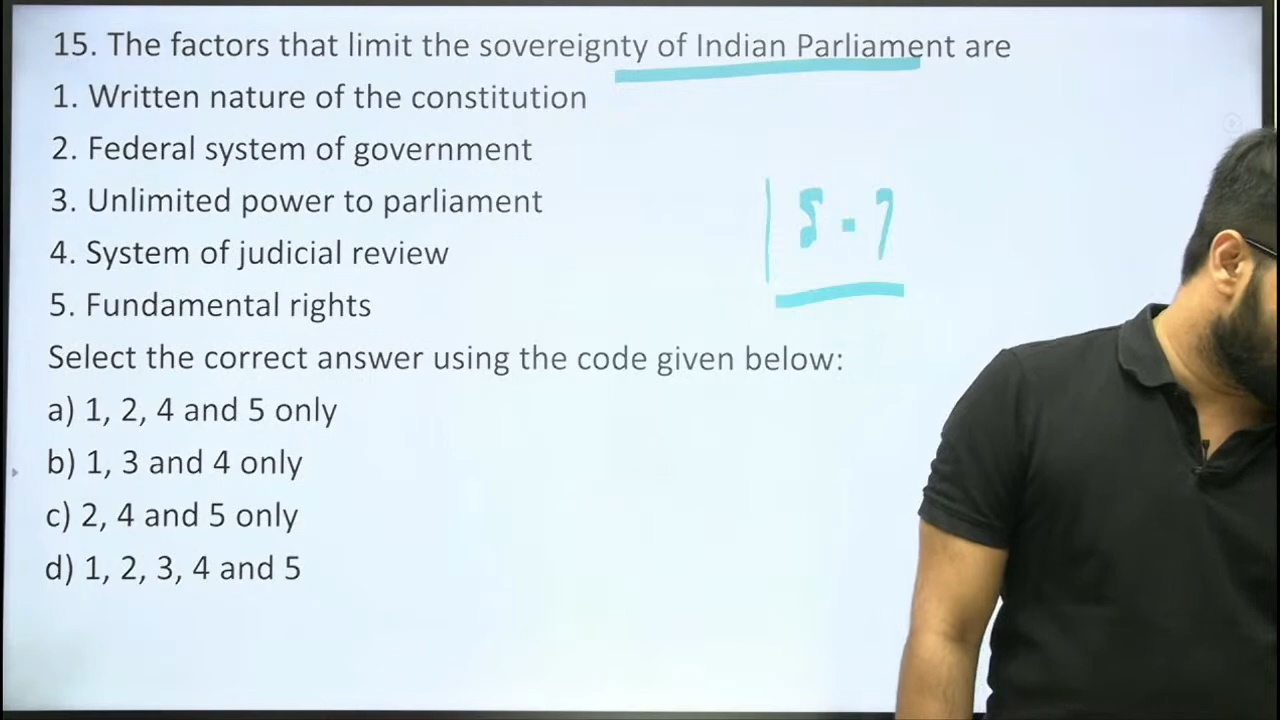 15. The factors that limit the sovereignty of Indian Parliament are
1. Written nature of the constitution
2. Federal system of government
3. Unlimited power to parliament
4. System of judicial review
5. Fundamental rights
Select the correct answer using the code given below:
a) 1, 2, 4 and 5 only
b) 1, 3 and 4 only
c) 2, 4 and 5 only
d) 1, 2, 3, 4 and 5